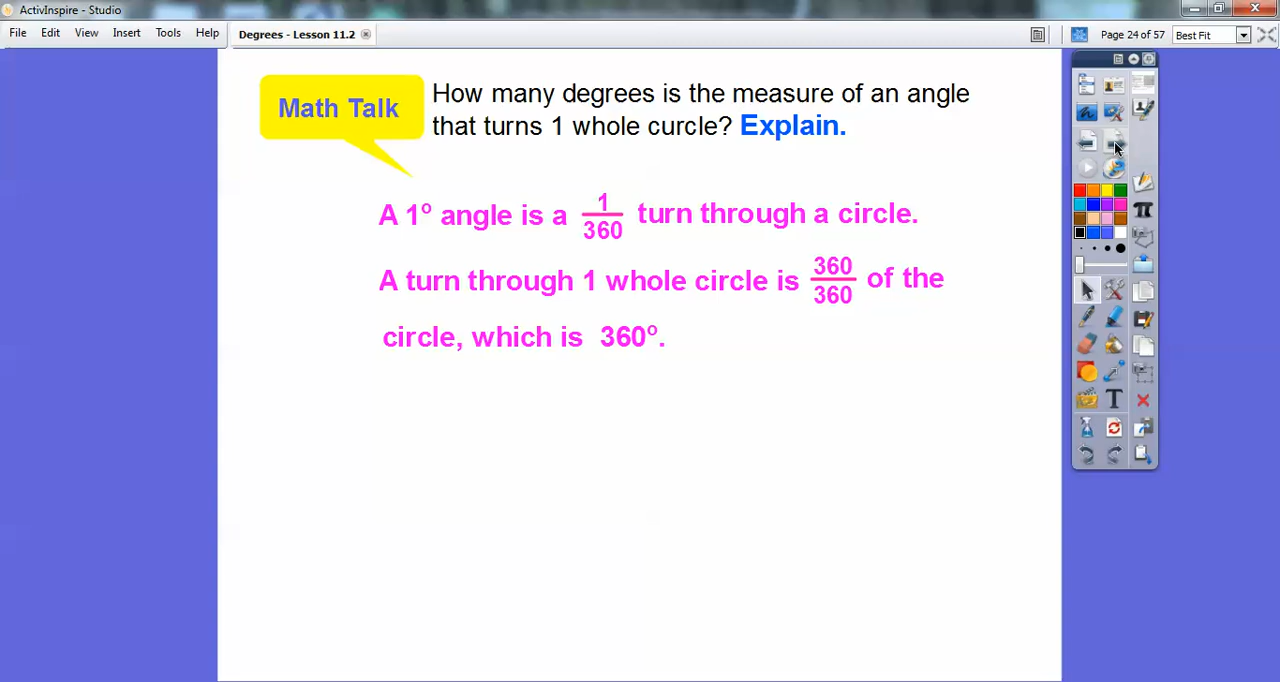 ActivInspire - Studio
File Edit View Insert Tools Help
Degrees - Lesson 11.2
Page 24 of 57
Best Fit
Math Talk
How many degrees is the measure of an angle
that turns 1 whole curcle? Explain.
A 1º angle is a 1/360 turn through a circle.
A turn through 1 whole circle is 360/360 of the
circle, which is 360º.